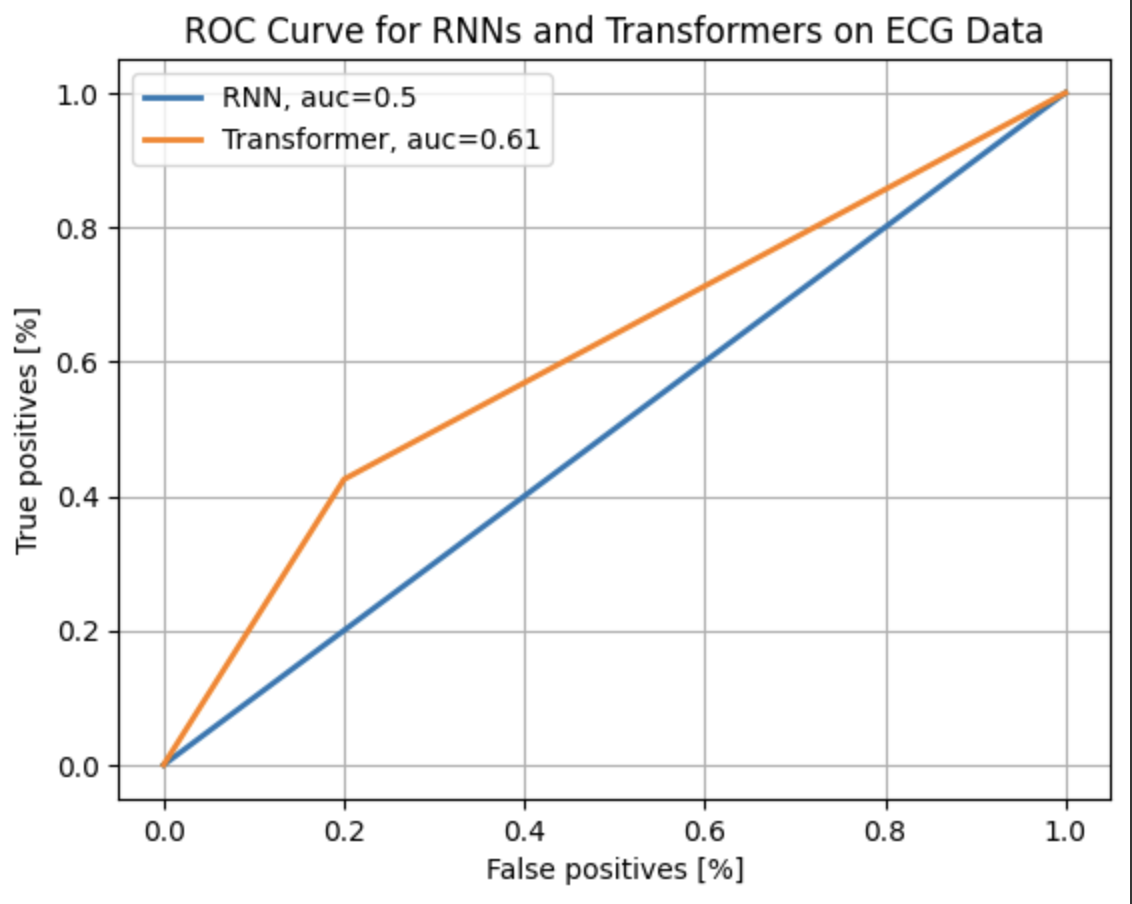 ROC Curve for RNNs and Transformers on ECG Data
RNN, auc=0.5
Transformer, auc=0.61
1.0
0.8
0.6
0.4
0.2
0.0
True positives [%]
0.0 0.2 0.4 0.6 0.8 1.0
False positives [%]